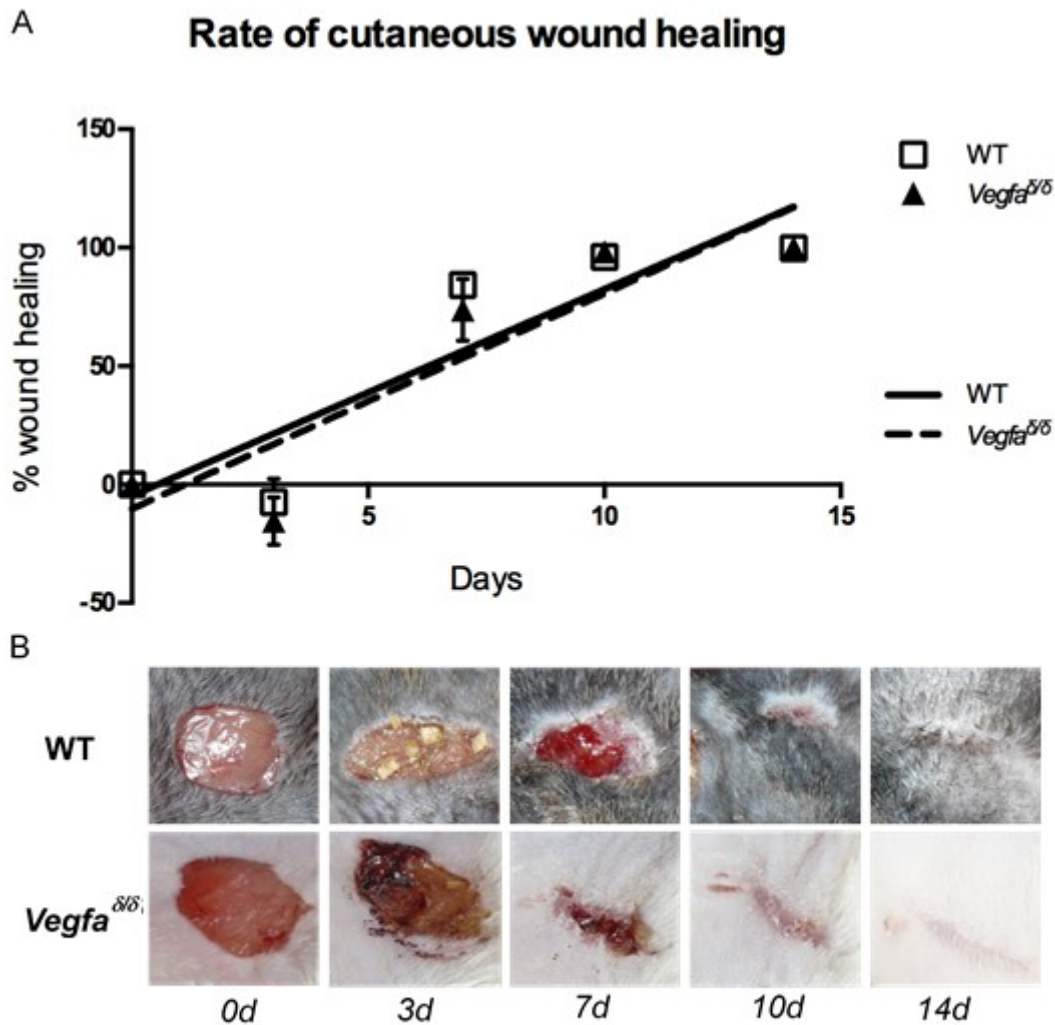 A
Rate of cutaneous wound healing
150
100
50
0
-50
% wound healing
5
10
15
Days
WT
Vegfaδ/δ
WT
Vegfaδ/δ
B
WT
Vegfa δ/δ
0d 3d 7d 10d 14d